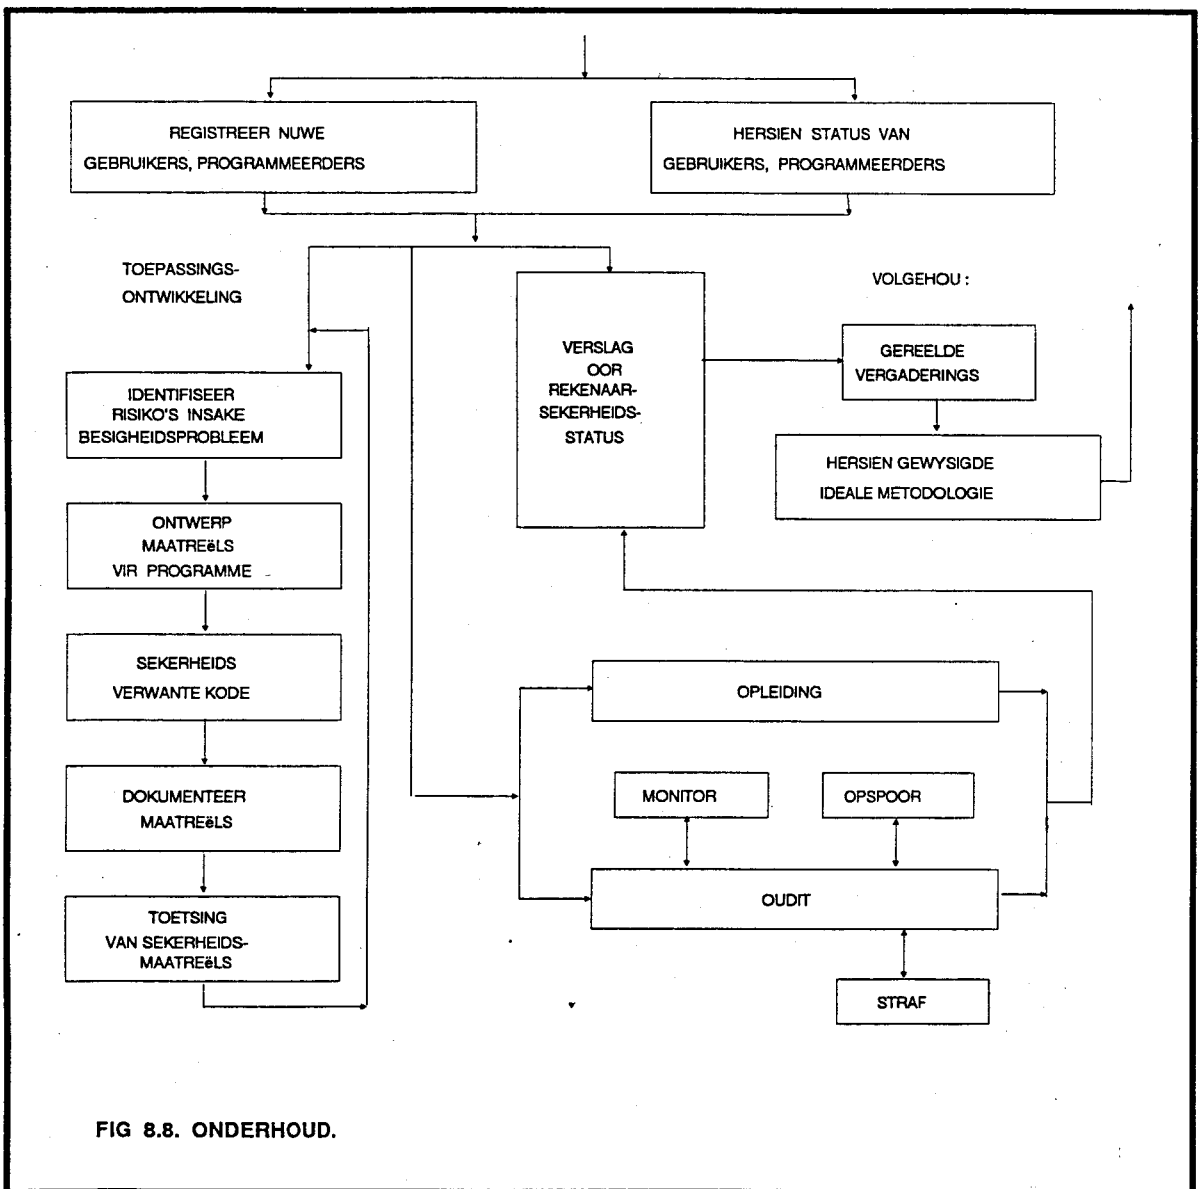 REGISTREER NUWE
GEBRUIKERS, PROGRAMMEERDERS
HERSIEN STATUS VAN
GEBRUIKERS, PROGRAMMEERDERS
TOEPASSINGS-
ONTWIKKELING
IDENTIFISEER
RISIKO'S INSAKE
BESIGHEIDSPROBLEEM
ONTWERP
MAATREëLS
VIR PROGRAMME
SEKERHEIDS
VERWANTE KODE
DOKUMENTEER
MAATREëLS
TOETSING
VAN SEKERHEIDS-
MAATREëLS
VERSLAG
OOR
REKENAAR-
SEKERHEIDS-
STATUS
VOLGEHOU :
GEREELDE
VERGADERINGS
HERSIEN GEWYSIGDE
IDEALE METODOLOGIE
OPLEIDING
MONITOR
OPSPOOR
OUDIT
STRAF
FIG 8.8. ONDERHOUD.